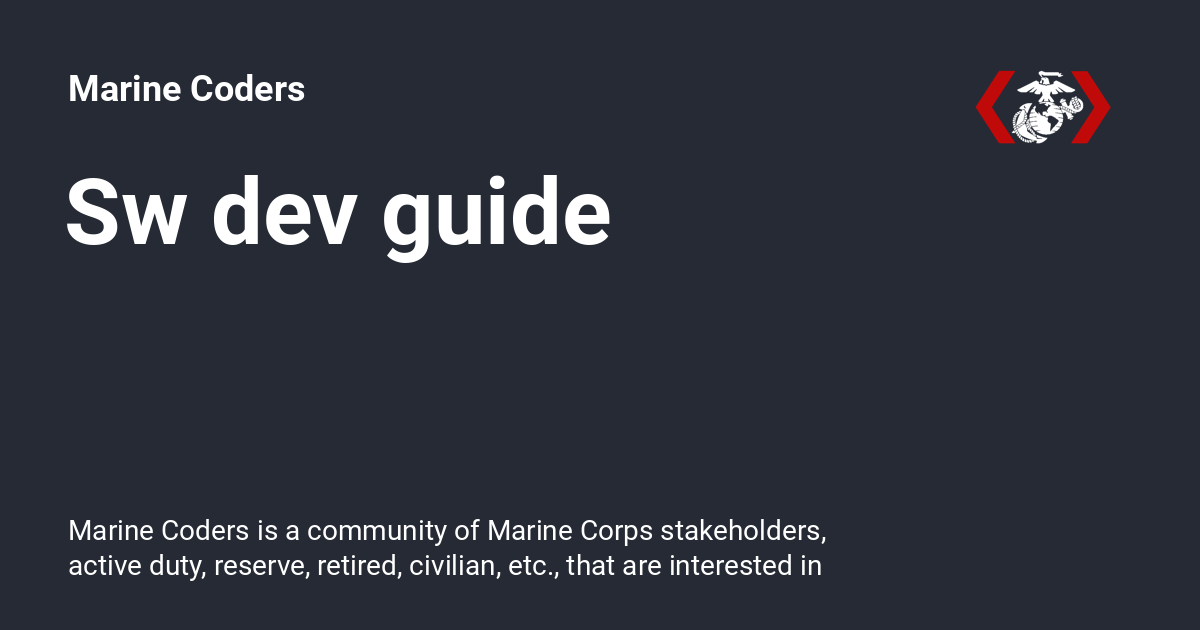 Marine Coders
Sw dev guide
Marine Coders is a community of Marine Corps stakeholders,
active duty, reserve, retired, civilian, etc., that are interested in